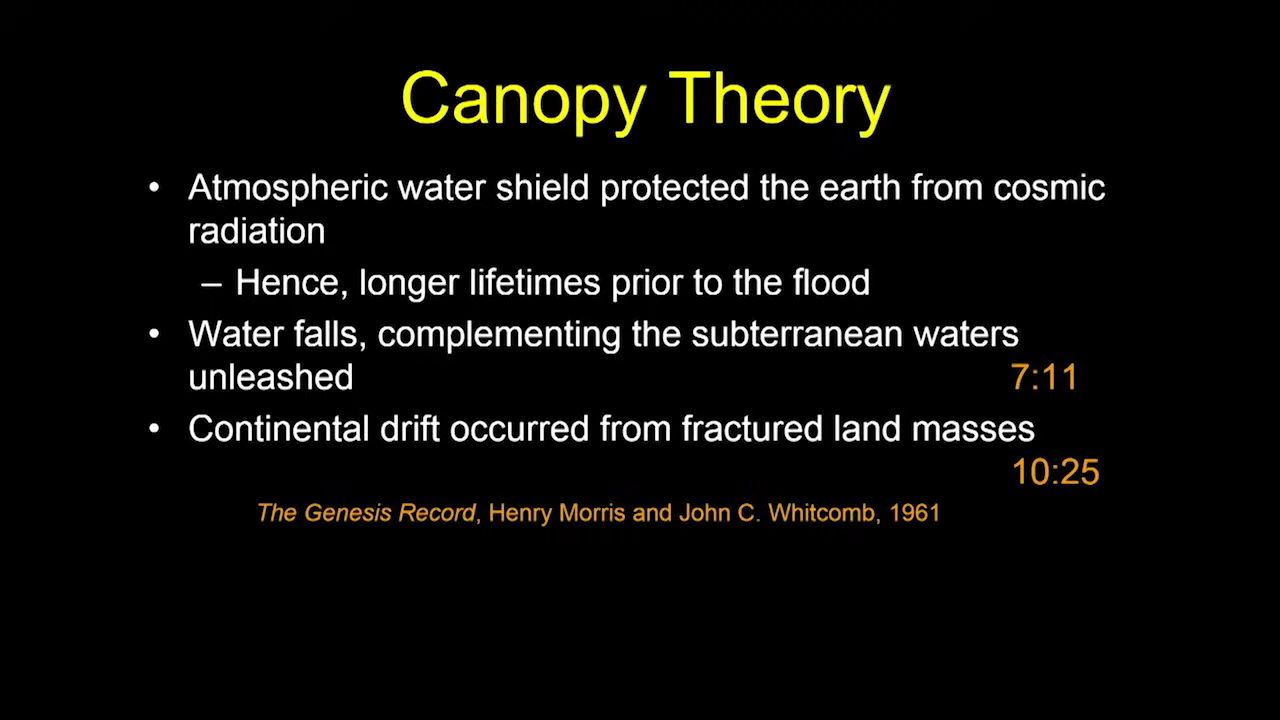 Canopy Theory
• Atmospheric water shield protected the earth from cosmic
radiation
– Hence, longer lifetimes prior to the flood
• Water falls, complementing the subterranean waters
unleashed 7:11
• Continental drift occurred from fractured land masses
10:25
The Genesis Record, Henry Morris and John C. Whitcomb, 1961